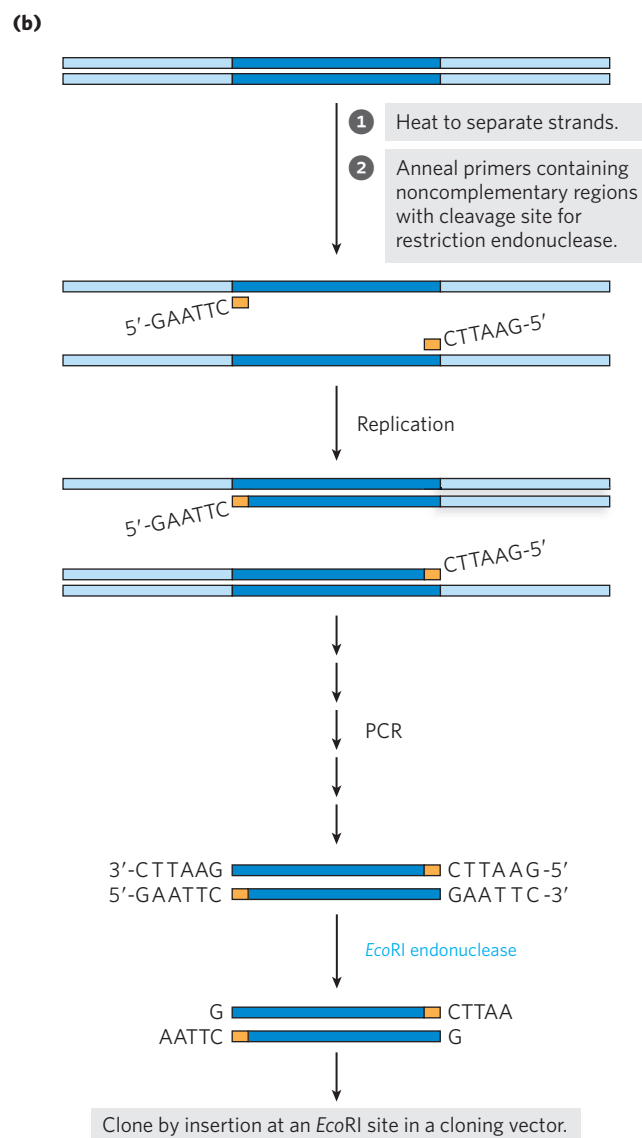 (b)
1 Heat to separate strands.
2 Anneal primers containing
noncomplementary regions
with cleavage site for
restriction endonuclease.
5′-GAATTC
CTTAAG-5′
Replication
5′-GAATTC
CTTAAG-5′
PCR
3′-CTTAAG CTTAAG-5′
5′-GAATTC GAATTC-3′
EcoRI endonuclease
G CTTAA
AATTC G
Clone by insertion at an EcoRI site in a cloning vector.